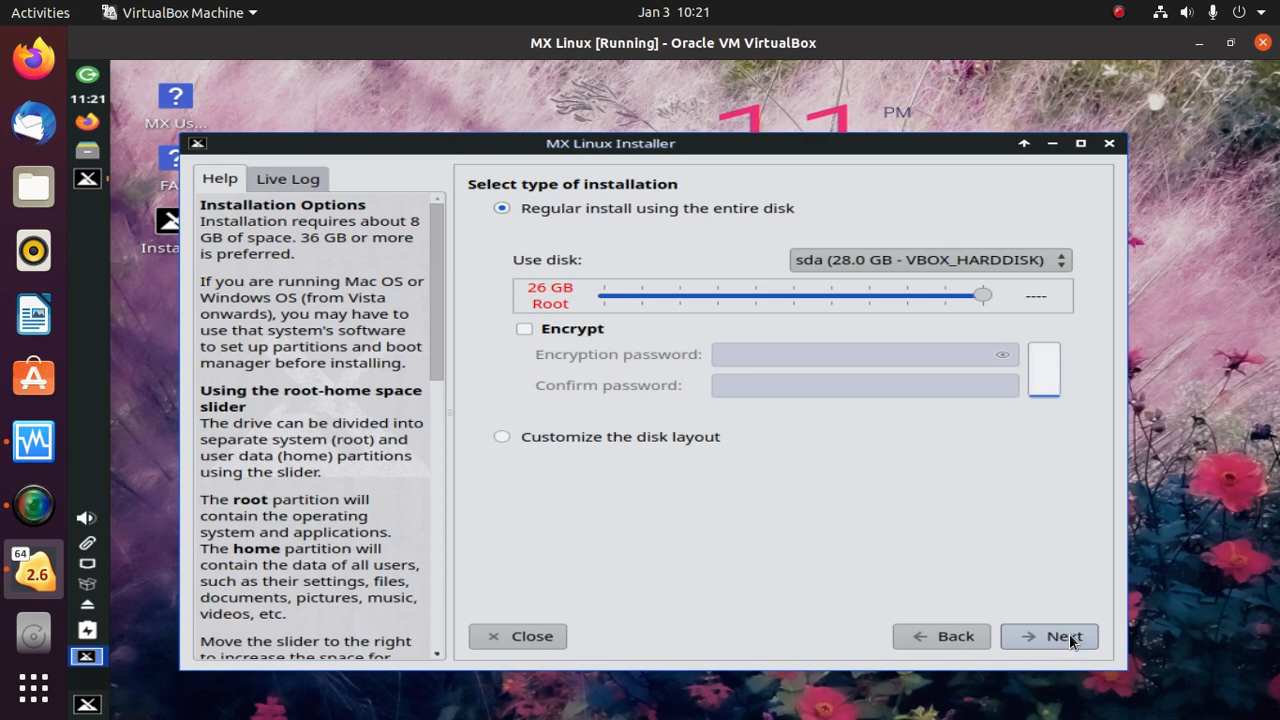 Activities
VirtualBox Machine
Jan 3 10:21
MX Linux [Running] - Oracle VM VirtualBox
11:21
MX Us...
FA
Insta
11
PM
MX Linux Installer
Help
Live Log
Installation Options
Installation requires about 8
GB of space. 36 GB or more
is preferred.
If you are running Mac OS or
Windows OS (from Vista
onwards), you may have to
use that system's software
to set up partitions and boot
manager before installing.
Using the root-home space
slider
The drive can be divided into
separate system (root) and
user data (home) partitions
using the slider.
The root partition will
contain the operating
system and applications.
The home partition will
contain the data of all users,
such as their settings, files,
documents, pictures, music,
videos, etc.
Move the slider to the right
to increase the space for
Select type of installation
Regular install using the entire disk
Use disk:
sda (28.0 GB - VBOX_HARDDISK)
26 GB
Root
----
Encrypt
Encryption password:
Confirm password:
Customize the disk layout
Close
Back
Next
64
2.6